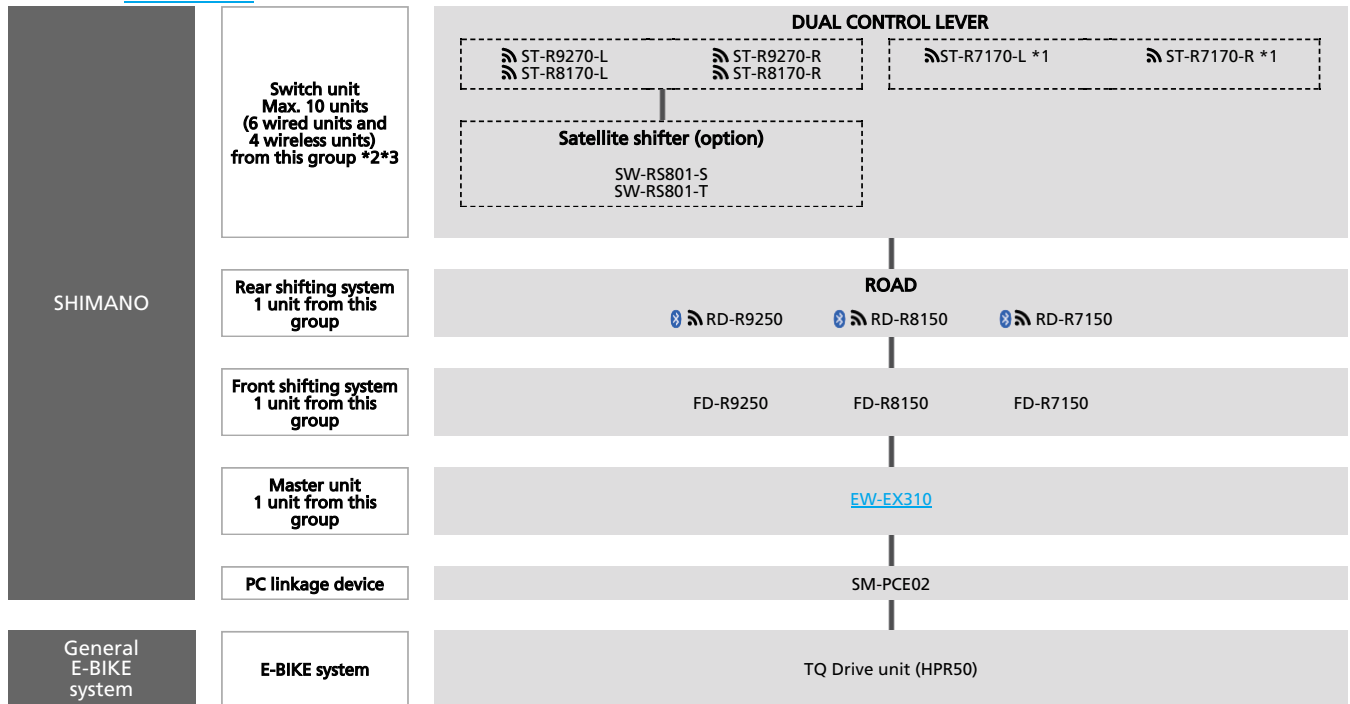 DUAL CONTROL LEVER
ST-R9270-L ST-R9270-R
ST-R8170-L ST-R8170-R
ST-R7170-L *1 ST-R7170-R *1
Switch unit
Max. 10 units
(6 wired units and
4 wireless units)
from this group *2*3
Satellite shifter (option)
SW-RS801-S
SW-RS801-T
SHIMANO
Rear shifting system
1 unit from this
group
ROAD
RD-R9250 RD-R8150 RD-R7150
Front shifting system
1 unit from this
group
FD-R9250 FD-R8150 FD-R7150
Master unit
1 unit from this
group
EW-EX310
PC linkage device
SM-PCE02
General
E-BIKE
system
E-BIKE system
TQ Drive unit (HPR50)